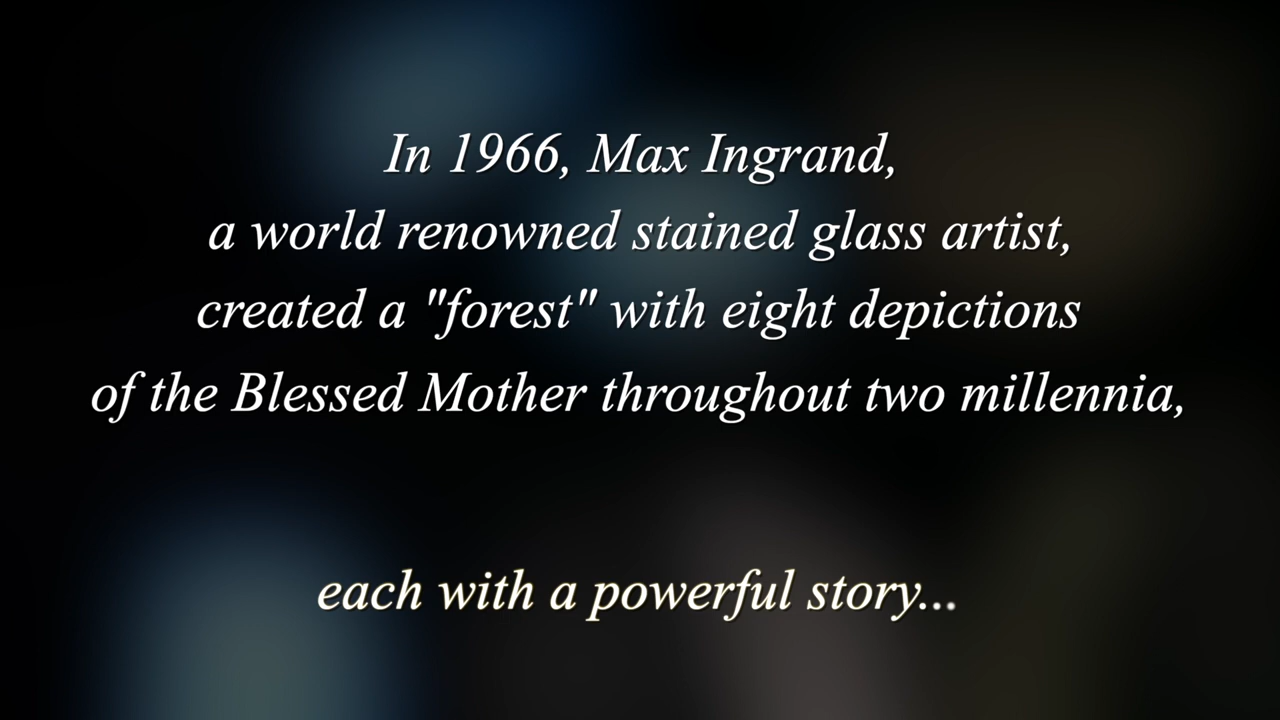 In 1966, Max Ingrand,
a world renowned stained glass artist,
created a "forest" with eight depictions
of the Blessed Mother throughout two millennia,
each with a powerful story...